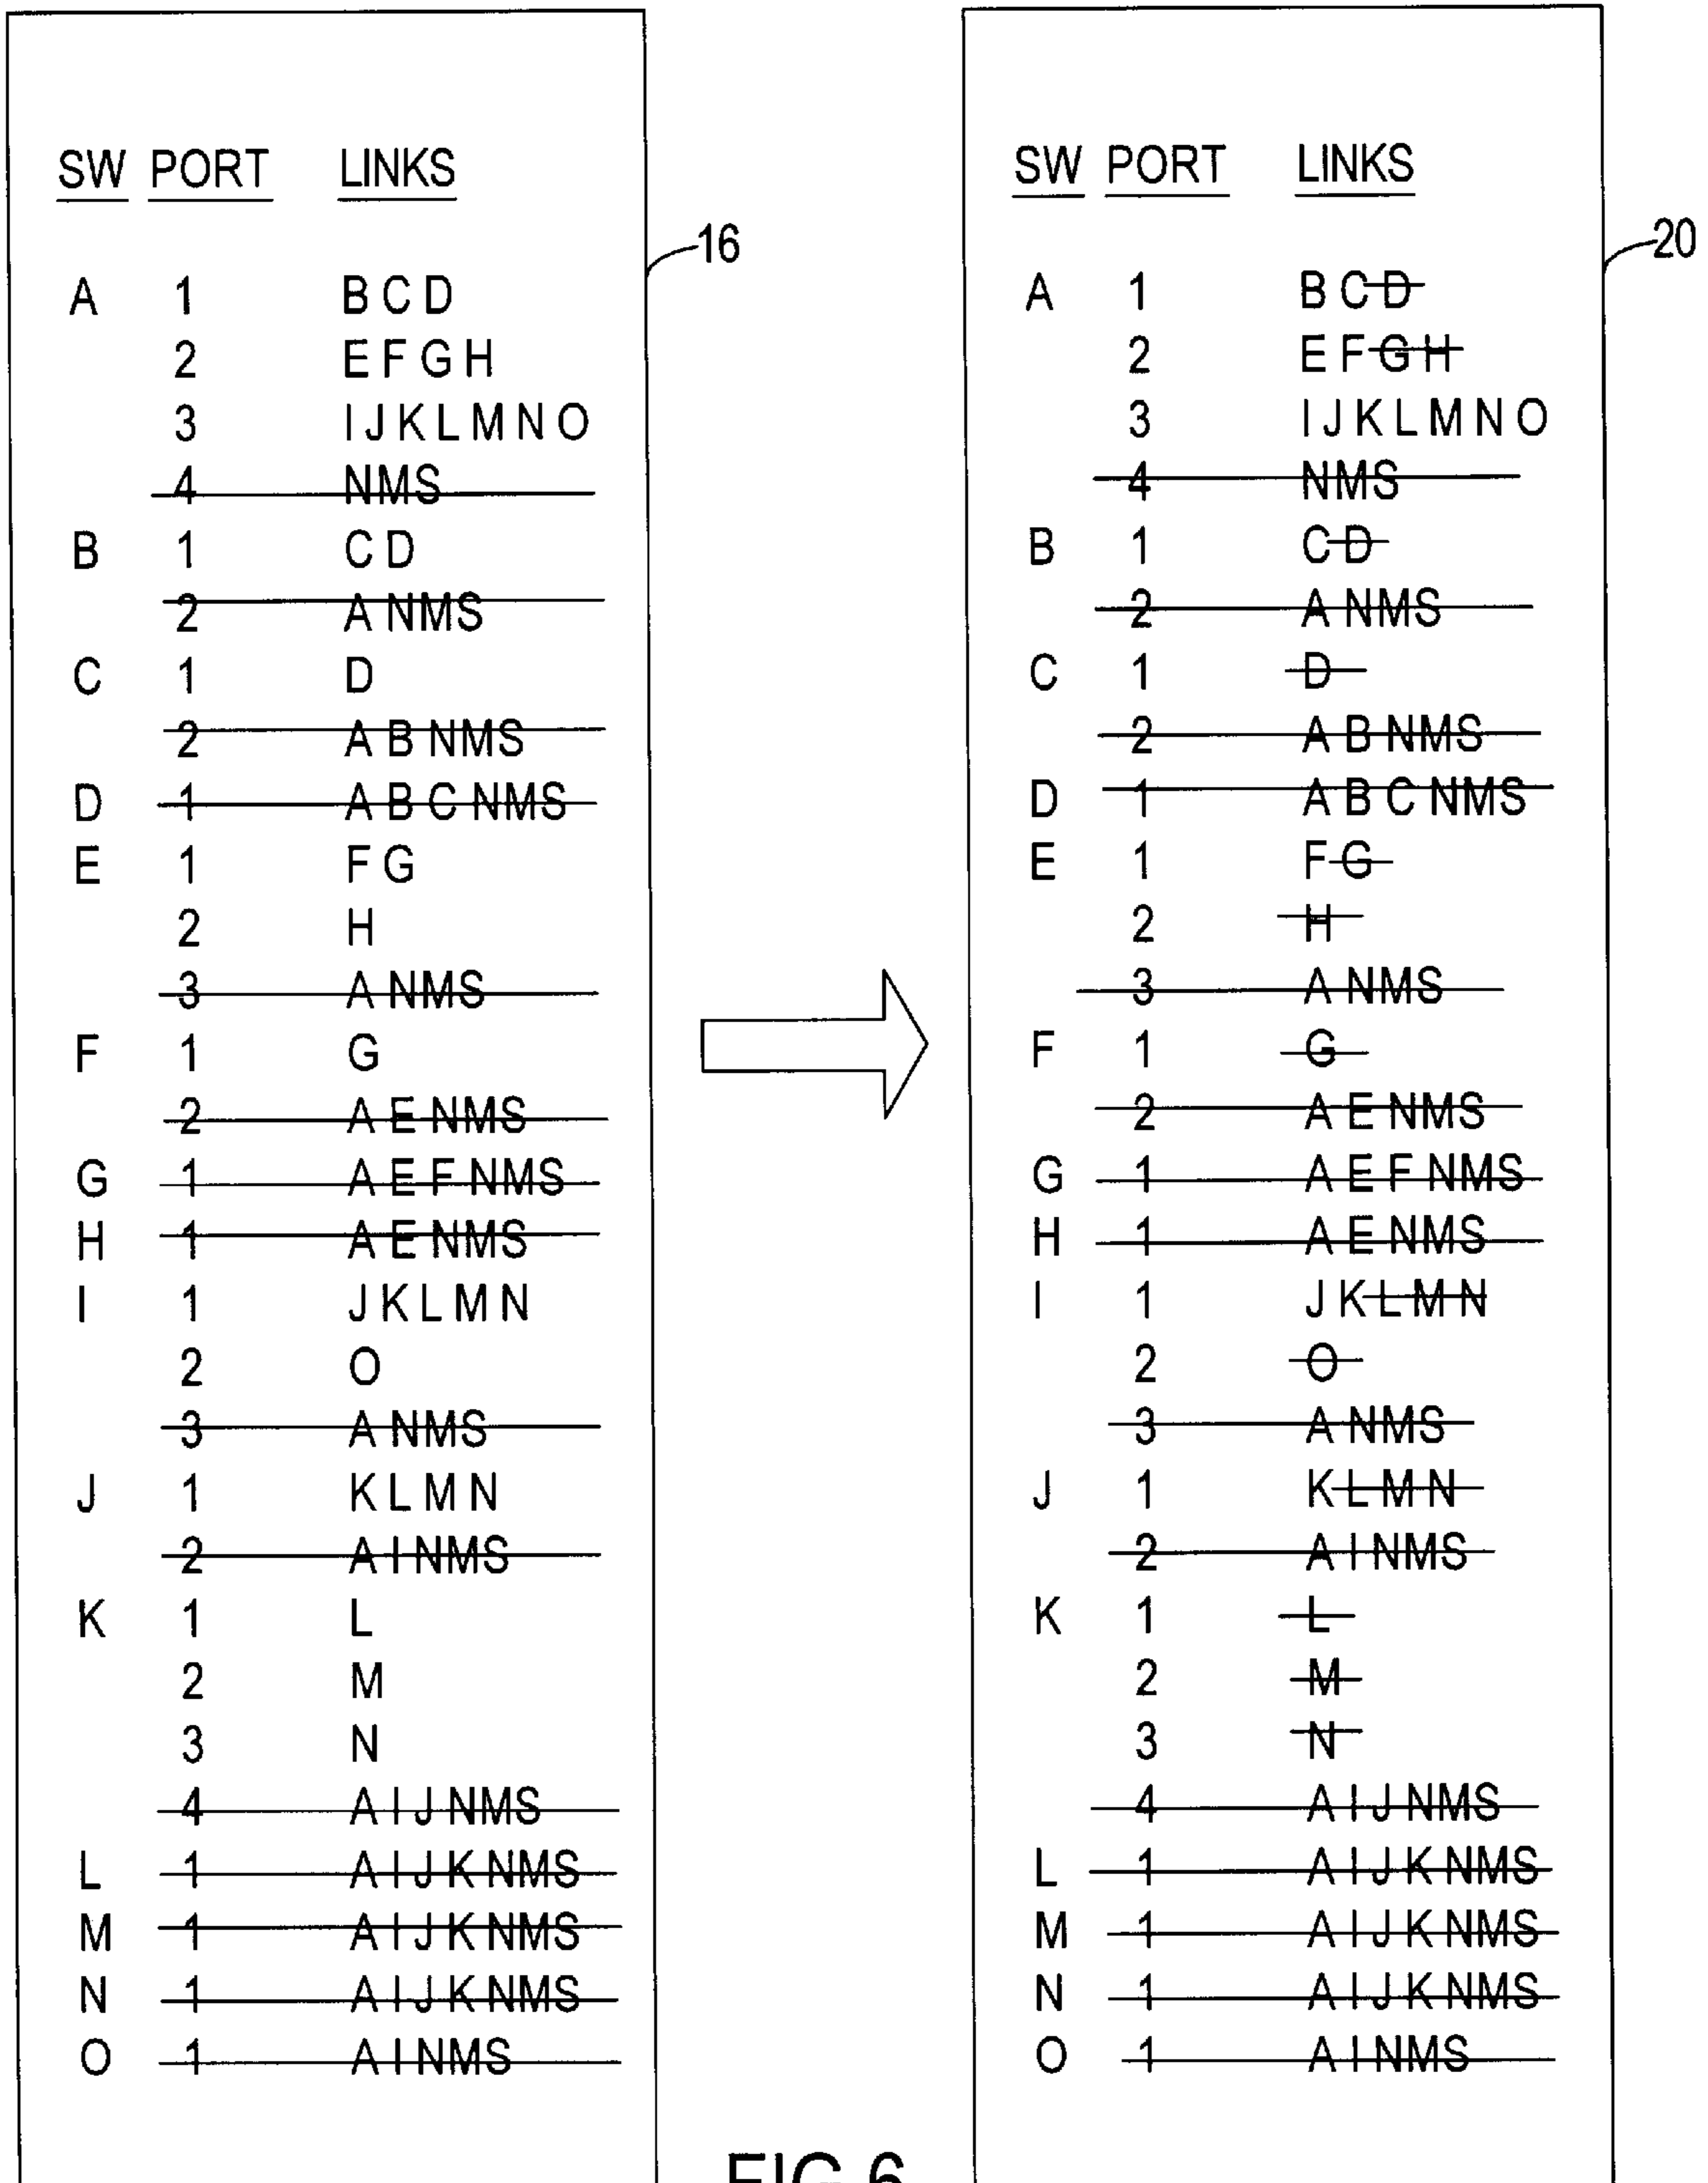 SW PORT LINKS
A 1 B C D
2 E F G H
3 I J K L M N O
4 NMS
B 1 C D
2 A NMS
C 1 D
2 A B NMS
D 1 A B C NMS
E 1 F G
2 H
3 A NMS
F 1 G
2 A E NMS
G 1 A E F NMS
H 1 A E NMS
I 1 J K L M N
2 O
3 A NMS
J 1 K L M N
2 A I NMS
K 1 L
2 M
3 N
4 A I J NMS
L 1 A I J K NMS
M 1 A I J K NMS
N 1 A I J K NMS
O 1 A I NMS
16
SW PORT LINKS
A 1 B C D
2 E F G H
3 I J K L M N O
4 NMS
B 1 C D
2 A NMS
C 1 D
2 A B NMS
D 1 A B C NMS
E 1 F G
2 H
3 A NMS
F 1 G
2 A E NMS
G 1 A E F NMS
H 1 A E NMS
I 1 J K L M N
2 O
3 A NMS
J 1 K L M N
2 A I NMS
K 1 L
2 M
3 N
4 A I J NMS
L 1 A I J K NMS
M 1 A I J K NMS
N 1 A I J K NMS
O 1 A I NMS
20
FIG 6